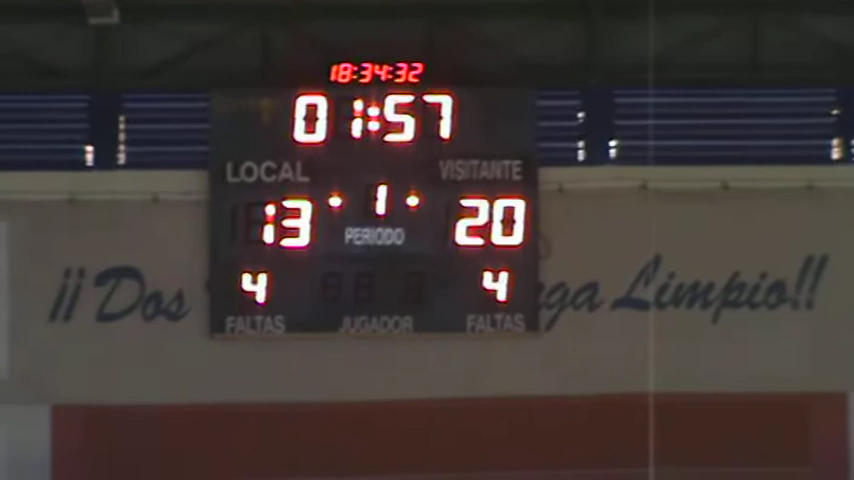 18:34:32
01:57
LOCAL VISITANTE
13 1 20
PERIODO
4 4
FALTAS JUGADOR FALTAS
¡¡Dos ga Limpio!!